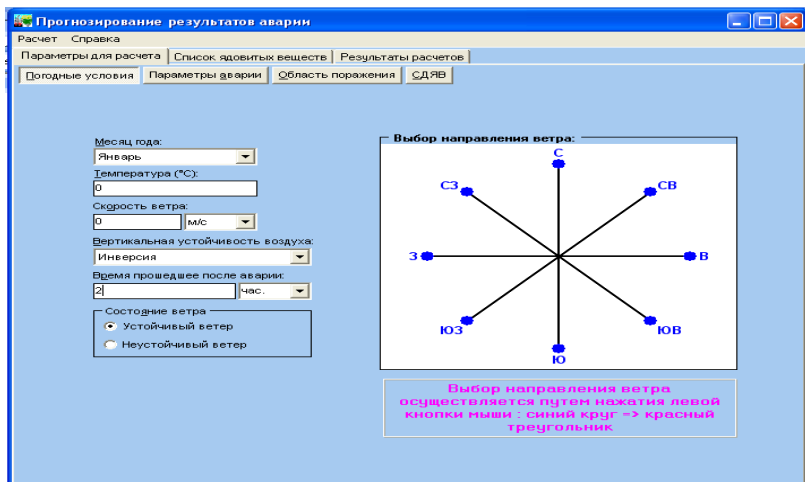 Прогнозирование результатов аварии
Расчет Справка
Параметры для расчета Список ядовитых веществ Результаты расчетов
Погодные условия Параметры аварии Область поражения СДЯВ
Месяц года:
Январь
Температура (°C):
0
Скорость ветра:
0 м/с
Вертикальная устойчивость воздуха:
Инверсия
Время прошедшее после аварии:
2 час.
Состояние ветра
Устойчивый ветер
Неустойчивый ветер
Выбор направления ветра:
С
СЗ СВ
З В
ЮЗ ЮВ
Ю
Выбор направления ветра
осуществляется путем нажатия левой
кнопки мыши : синий круг => красный
треугольник